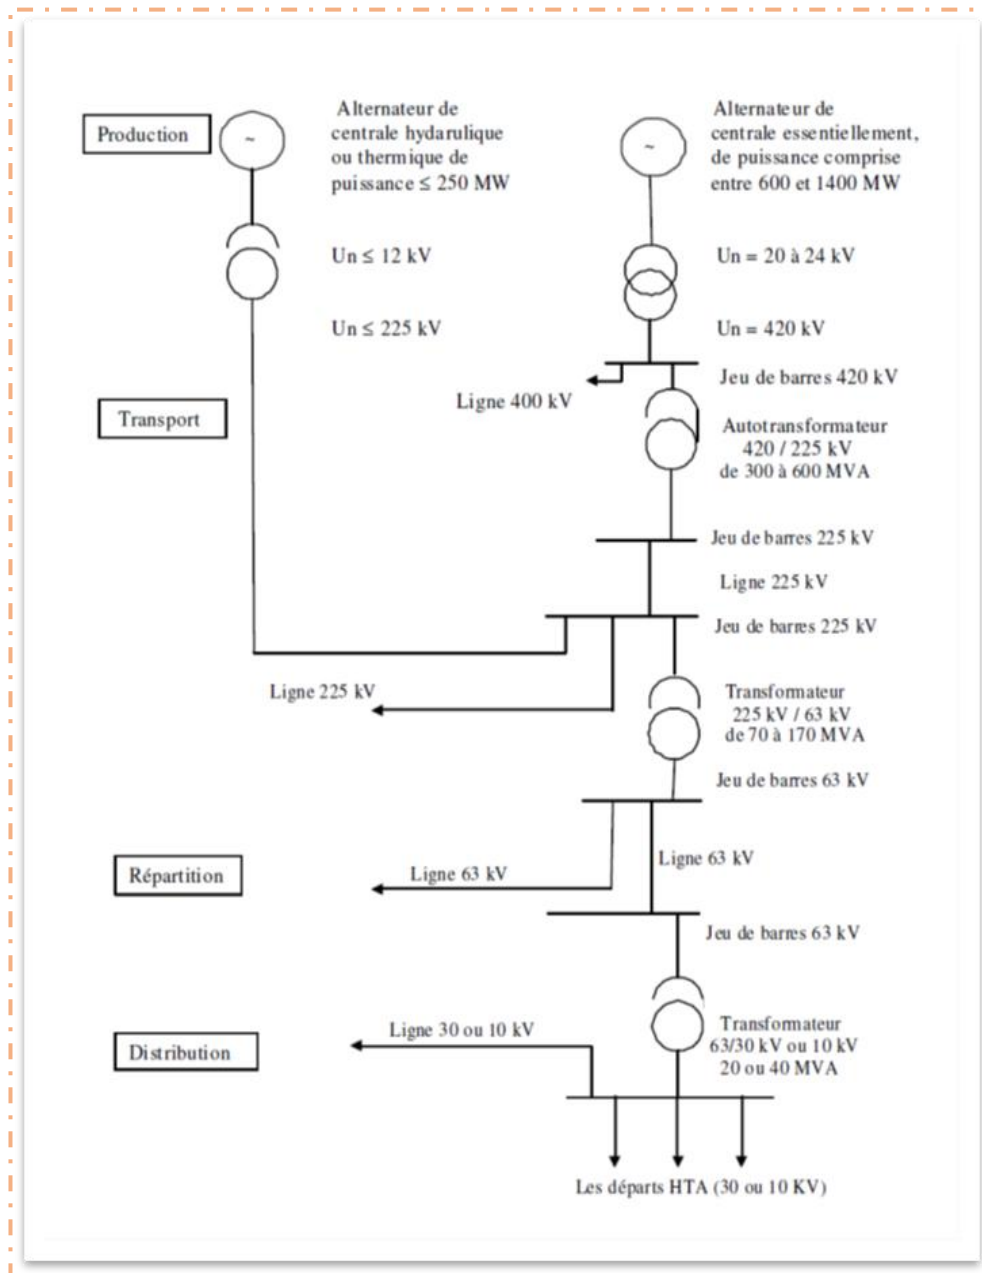 Production
Alternateur de
centrale hydarulique
ou thermique de
puissance ≤ 250 MW
Alternateur de
centrale essentiellement,
de puissance comprise
entre 600 et 1400 MW
~
~
Un ≤ 12 kV
Un = 20 à 24 kV
Un ≤ 225 kV
Un = 420 kV
Jeu de barres 420 kV
Ligne 400 kV
Transport
Autotransformateur
420 / 225 kV
de 300 à 600 MVA
Jeu de barres 225 kV
Ligne 225 kV
Jeu de barres 225 kV
Ligne 225 kV
Transformateur
225 kV / 63 kV
de 70 à 170 MVA
Jeu de barres 63 kV
Ligne 63 kV
Répartition
Ligne 63 kV
Jeu de barres 63 kV
Ligne 30 ou 10 kV
Distribution
Transformateur
63/30 kV ou 10 kV
20 ou 40 MVA
Les départs HTA (30 ou 10 KV)